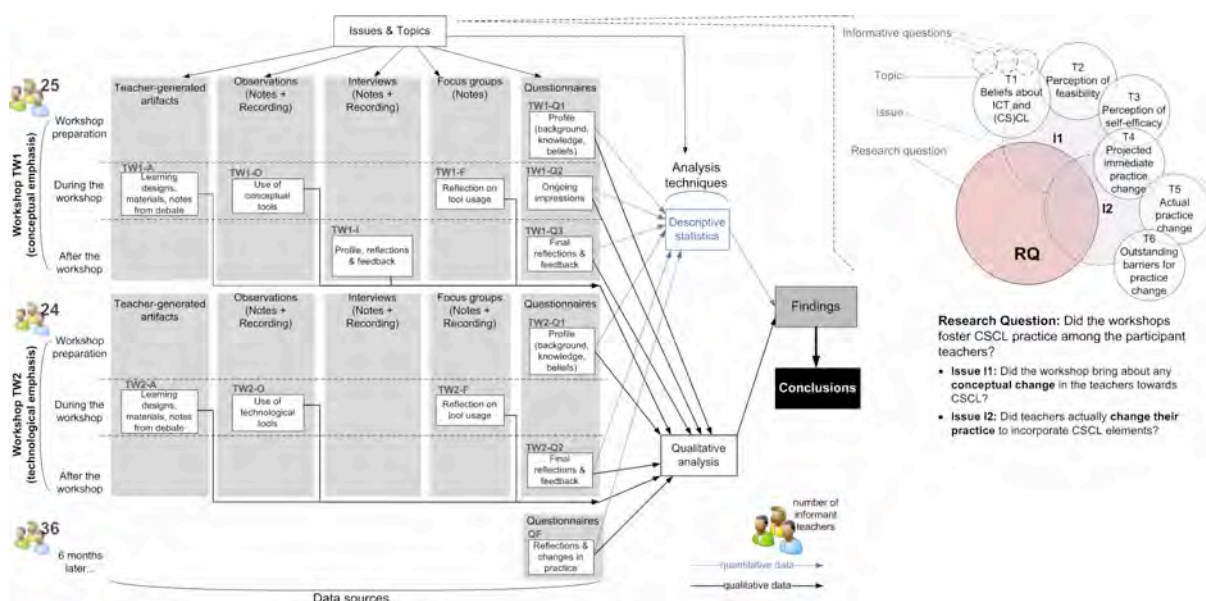 Issues & Topics
25
Workshop TW1
(conceptual emphasis)
Teacher-generated
artifacts
Observations
(Notes +
Recording)
Interviews
(Notes +
Recording)
Focus groups
(Notes)
Questionnaires
Workshop
preparation
TW1-Q1
Profile
(background,
knowledge,
beliefs)
During the
workshop
TW1-A
Learning designs,
materials, notes
from debate
TW1-O
Use of
conceptual
tools
TW1-F
Reflection on
tool usage
TW1-Q2
Ongoing
impressions
After the
workshop
TW1-I
Profile, reflections
& feedback
TW1-Q3
Final
reflections &
feedback
24
Workshop TW2
(technological emphasis)
Teacher-generated
artifacts
Observations
(Notes +
Recording)
Interviews
(Notes +
Recording)
Focus groups
(Notes +
Recording)
Questionnaires
Workshop
preparation
TW2-Q1
Profile
(background,
knowledge,
beliefs)
During the
workshop
TW2-A
Learning designs,
materials, notes
from debate
TW2-O
Use of
technological
tools
TW2-F
Reflection on
tool usage
After the
workshop
TW2-Q2
Final
reflections &
feedback
36
6 months
later...
Questionnaires
QF
Reflections &
changes in
practice
Data sources
Analysis
techniques
Descriptive
statistics
Qualitative
analysis
Findings
Conclusions
number of
informant
teachers
quantitative data
qualitative data
Informative questions
Topic
Issue
Research question
T1
Beliefs about
ICT and
(CS)CL
T2
Perception of
feasibility
T3
Perception of
self-efficacy
T4
Projected
immediate
practice
change
T5
Actual
practice
change
T6
Outstanding
barriers for
practice
change
I1
I2
RQ
Research Question: Did the workshops
foster CSCL practice among the participant
teachers?
• Issue I1: Did the workshop bring about any
conceptual change in the teachers towards
CSCL?
• Issue I2: Did teachers actually change their
practice to incorporate CSCL elements?